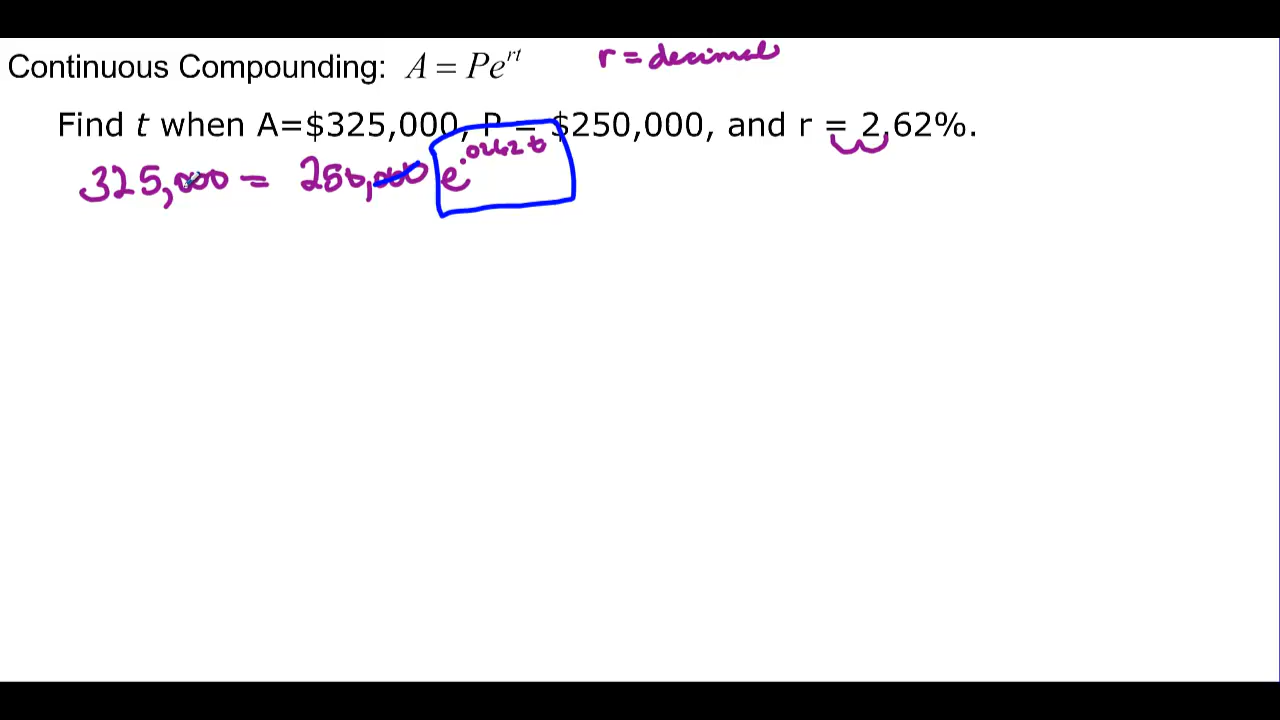 Continuous Compounding: A = Pe^{rt} r = decimal
Find t when A=$325,000, P = $250,000, and r = 2.62%.
325,000 = 250,000 e^{.0262t}